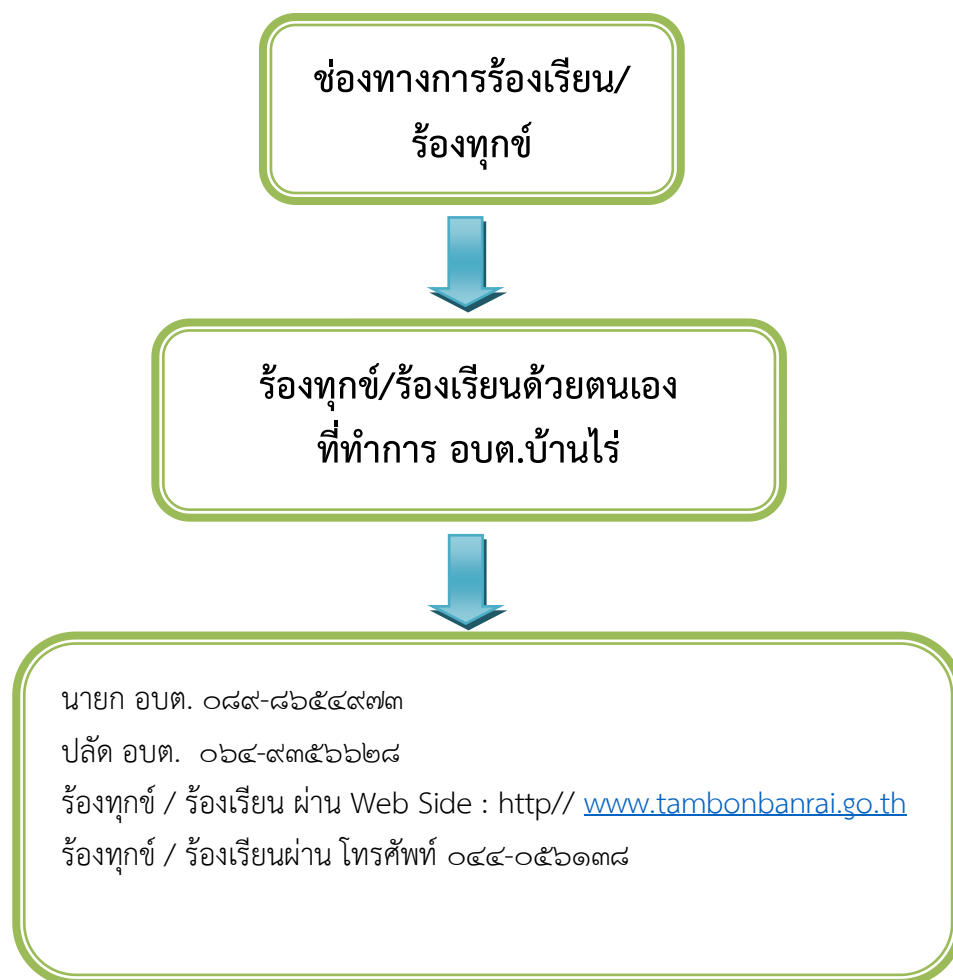 ช่องทางการร้องเรียน/
ร้องทุกข์
ร้องทุกข์/ร้องเรียนด้วยตนเอง
ที่ทำการ อบต.บ้านไร่
นายก อบต. ๐๘๙-๘๖๕๔๙๗๓
ปลัด อบต. ๐๖๔-๙๓๕๖๖๒๘
ร้องทุกข์ / ร้องเรียน ผ่าน Web Side : http// www.tambonbanrai.go.th
ร้องทุกข์ / ร้องเรียนผ่าน โทรศัพท์ ๐๔๔-๐๕๖๑๓๘